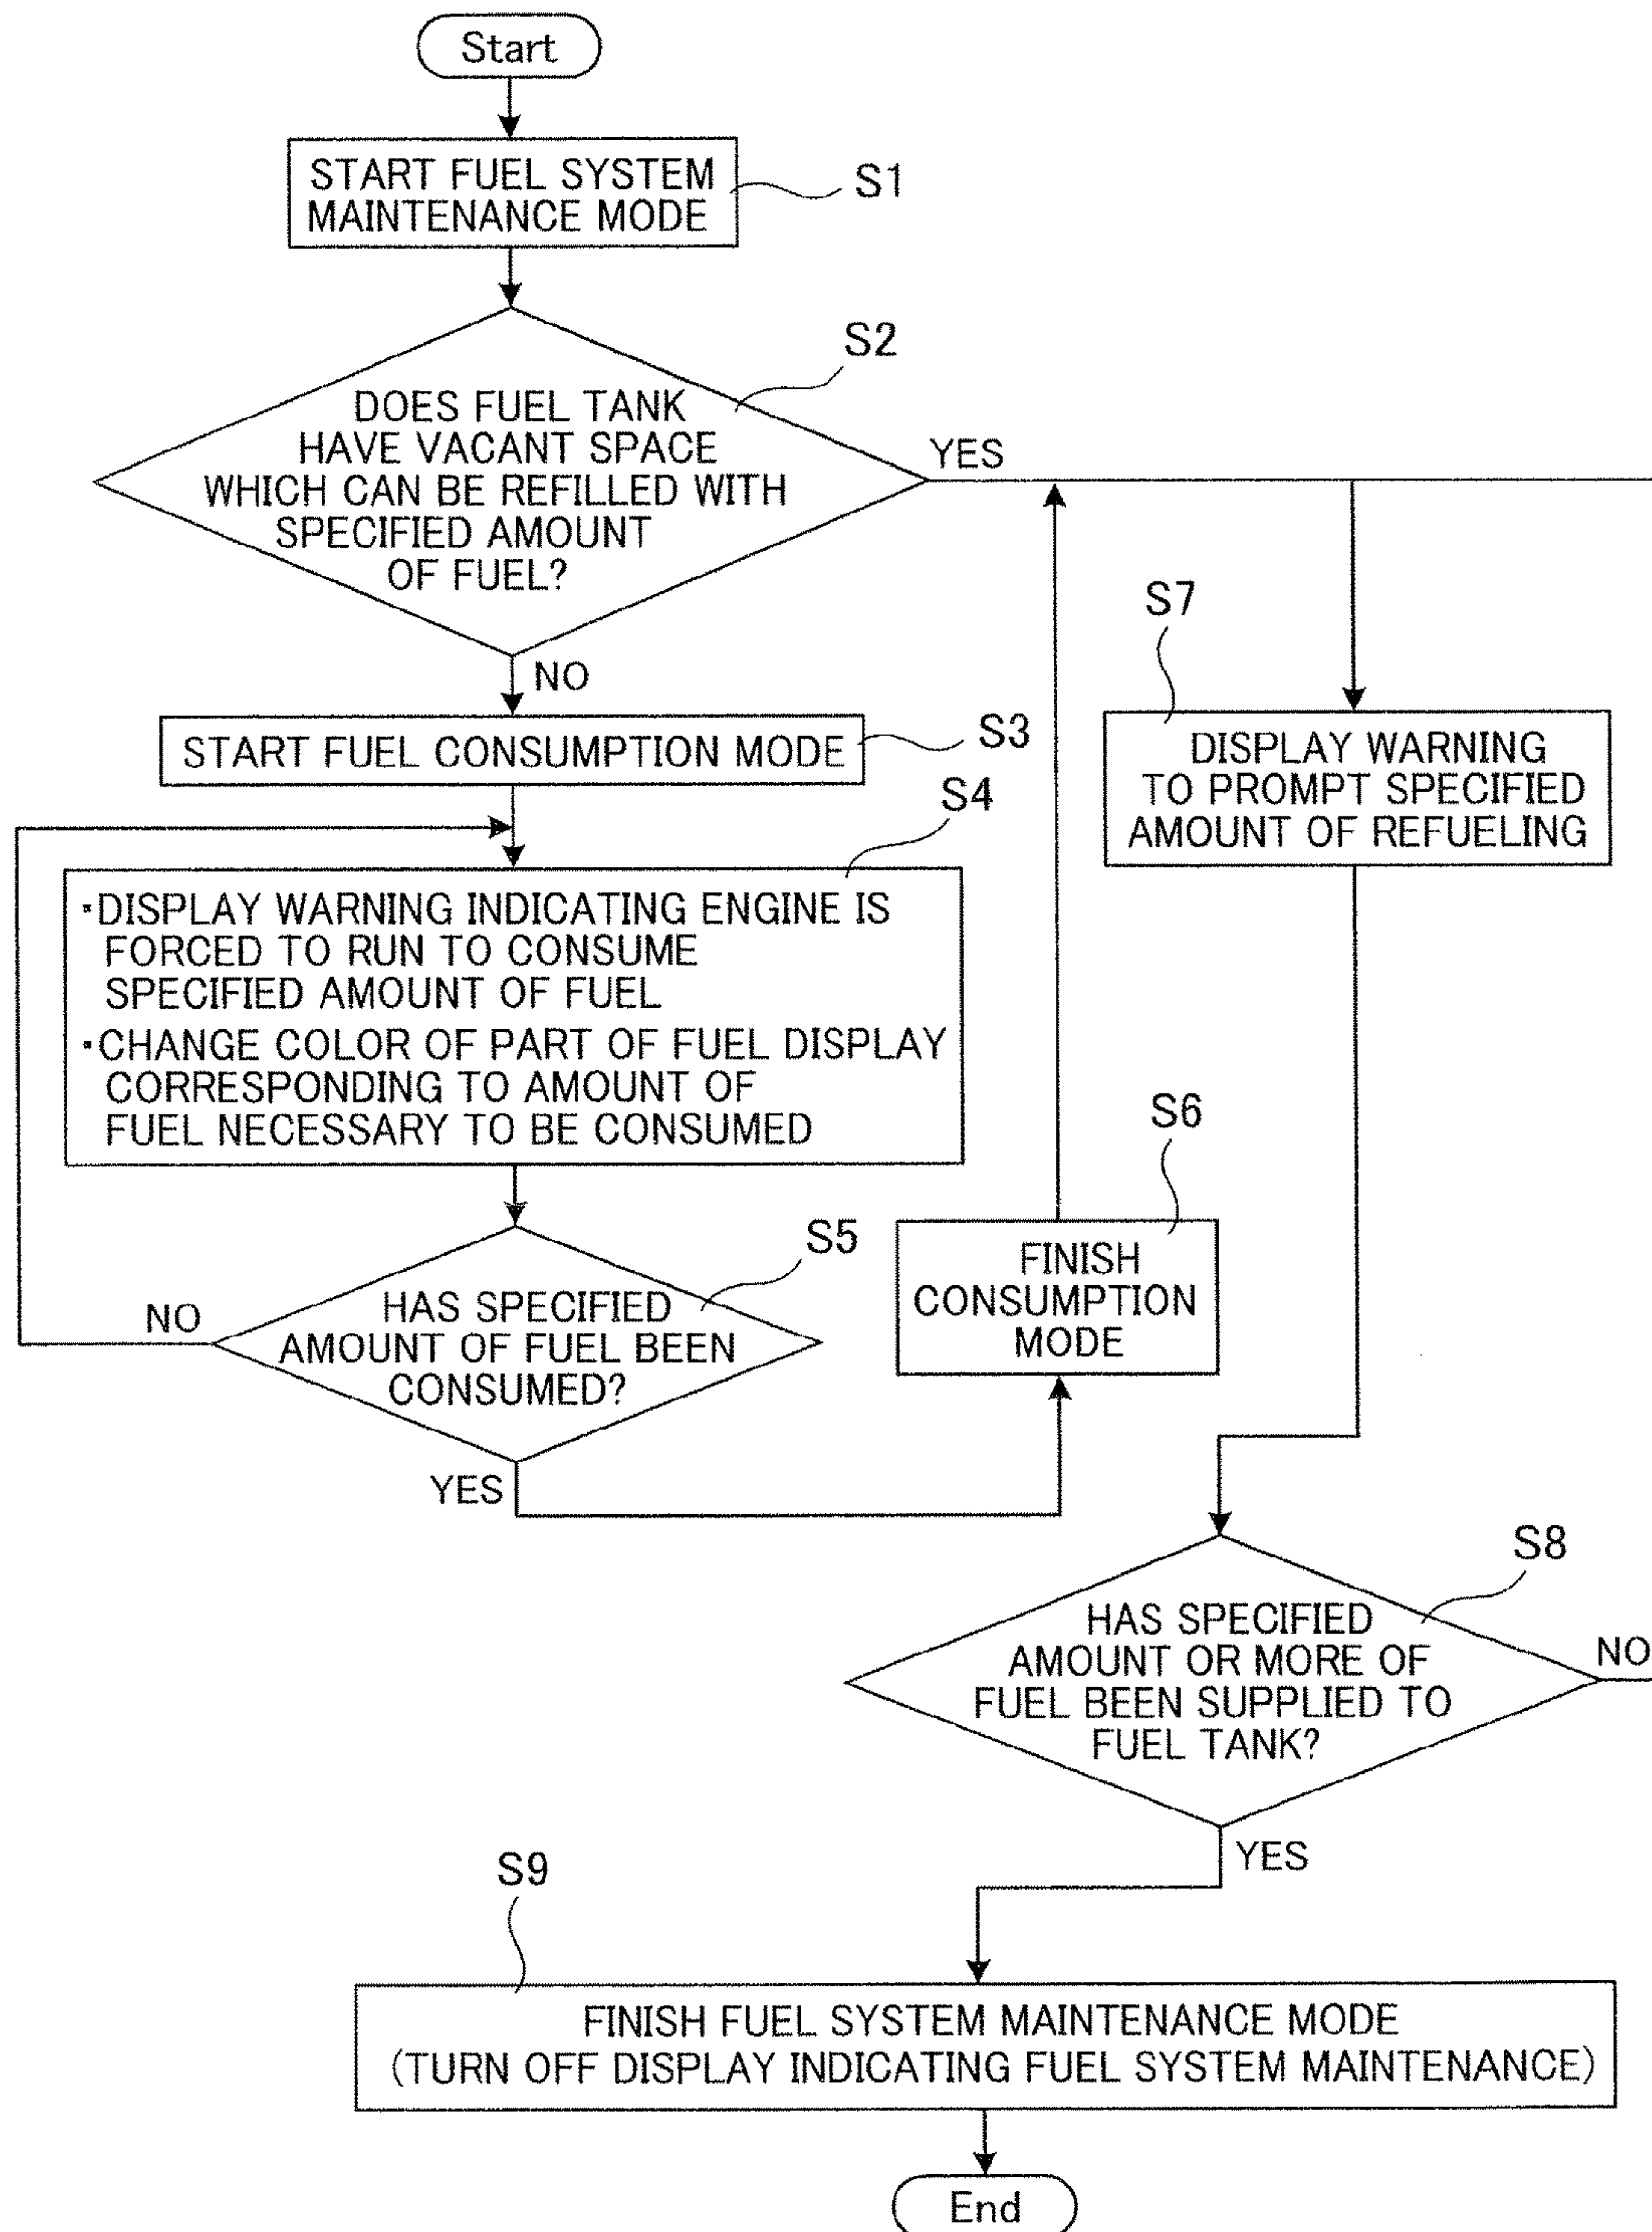 Start
START FUEL SYSTEM
MAINTENANCE MODE
S1
S2
DOES FUEL TANK
HAVE VACANT SPACE
WHICH CAN BE REFILLED WITH
SPECIFIED AMOUNT
OF FUEL?
YES
NO
START FUEL CONSUMPTION MODE
S3
S4
·DISPLAY WARNING INDICATING ENGINE IS
FORCED TO RUN TO CONSUME
SPECIFIED AMOUNT OF FUEL
·CHANGE COLOR OF PART OF FUEL DISPLAY
CORRESPONDING TO AMOUNT OF
FUEL NECESSARY TO BE CONSUMED
S5
HAS SPECIFIED
AMOUNT OF FUEL BEEN
CONSUMED?
NO
YES
S6
FINISH
CONSUMPTION
MODE
S7
DISPLAY WARNING
TO PROMPT SPECIFIED
AMOUNT OF REFUELING
S8
HAS SPECIFIED
AMOUNT OR MORE OF
FUEL BEEN SUPPLIED TO
FUEL TANK?
NO
YES
S9
FINISH FUEL SYSTEM MAINTENANCE MODE
(TURN OFF DISPLAY INDICATING FUEL SYSTEM MAINTENANCE)
End